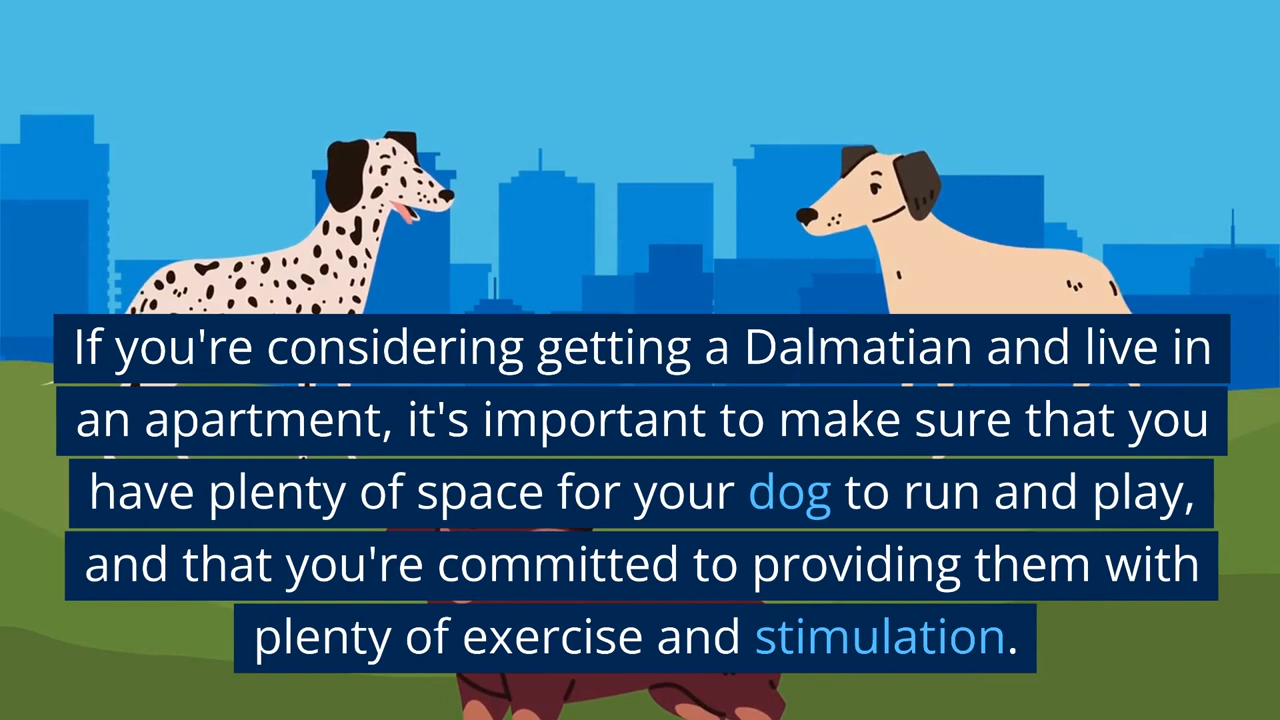 If you're considering getting a Dalmatian and live in
an apartment, it's important to make sure that you
have plenty of space for your dog to run and play,
and that you're committed to providing them with
plenty of exercise and stimulation.